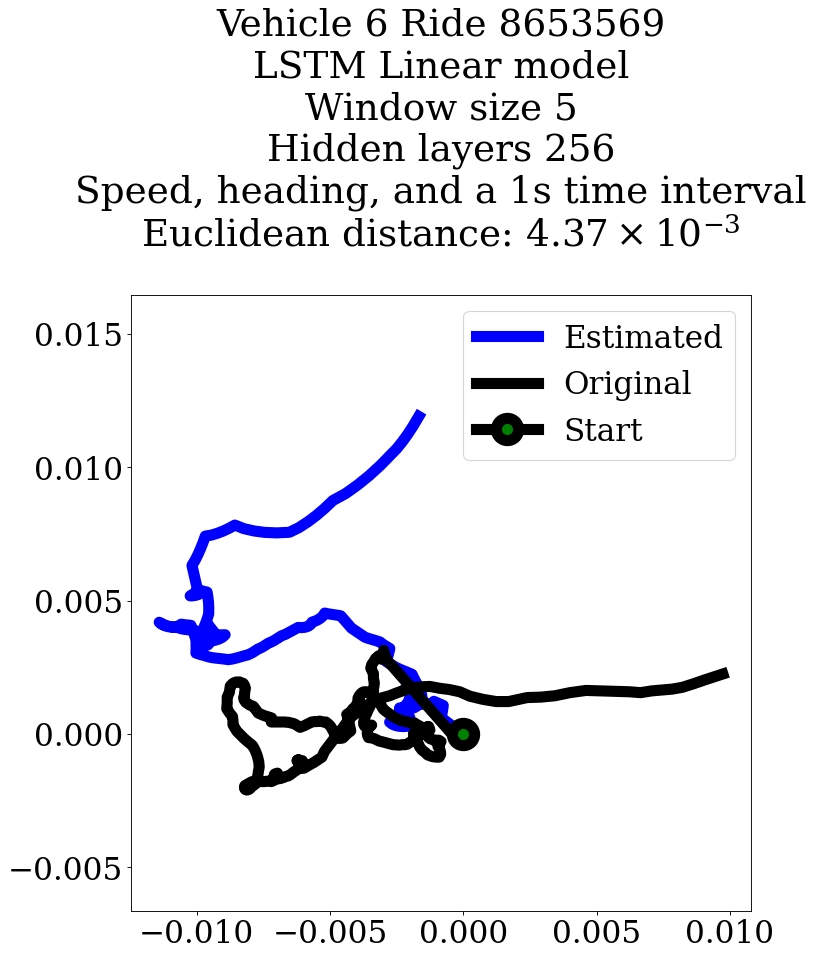 Vehicle 6 Ride 8653569
LSTM Linear model
Window size 5
Hidden layers 256
Speed, heading, and a 1s time interval
Euclidean distance: 4.37 × 10⁻³
Estimated
Original
Start
0.015
0.010
0.005
0.000
−0.005
−0.010 −0.005 0.000 0.005 0.010